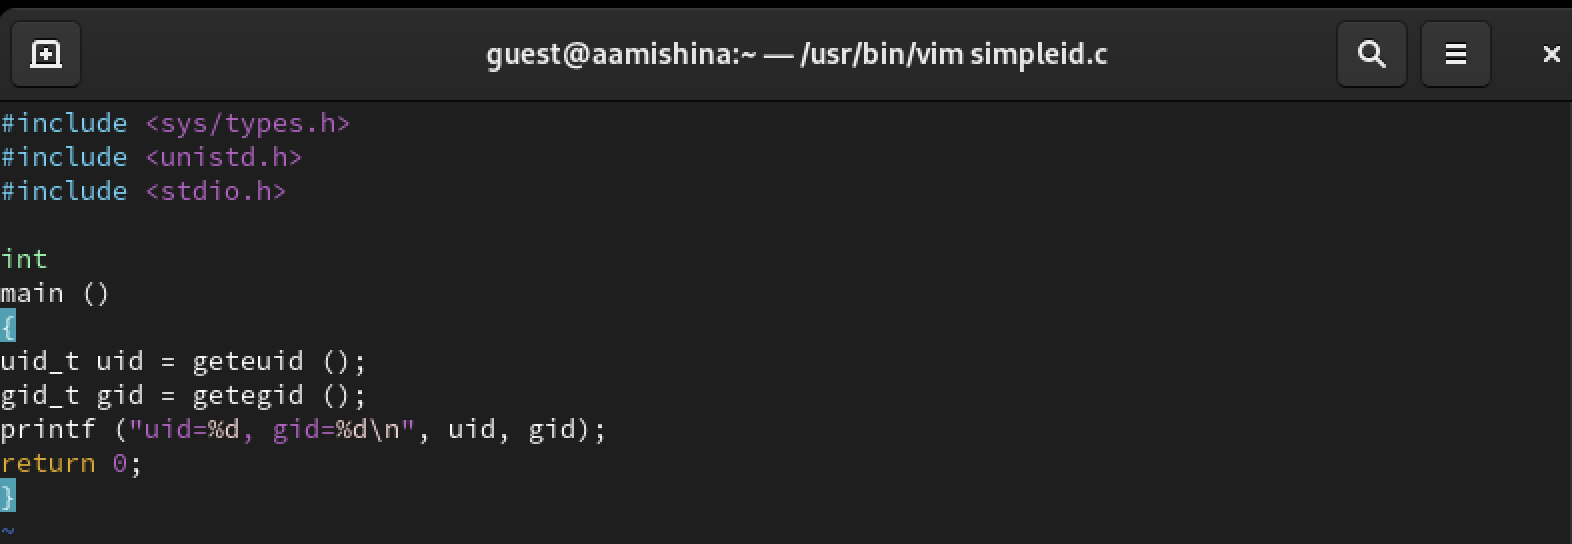 guest@aamishina:~ — /usr/bin/vim simpleid.c
#include <sys/types.h>
#include <unistd.h>
#include <stdio.h>
int
main ()
{
uid_t uid = geteuid ();
gid_t gid = getegid ();
printf ("uid=%d, gid=%d\n", uid, gid);
return 0;
}
~